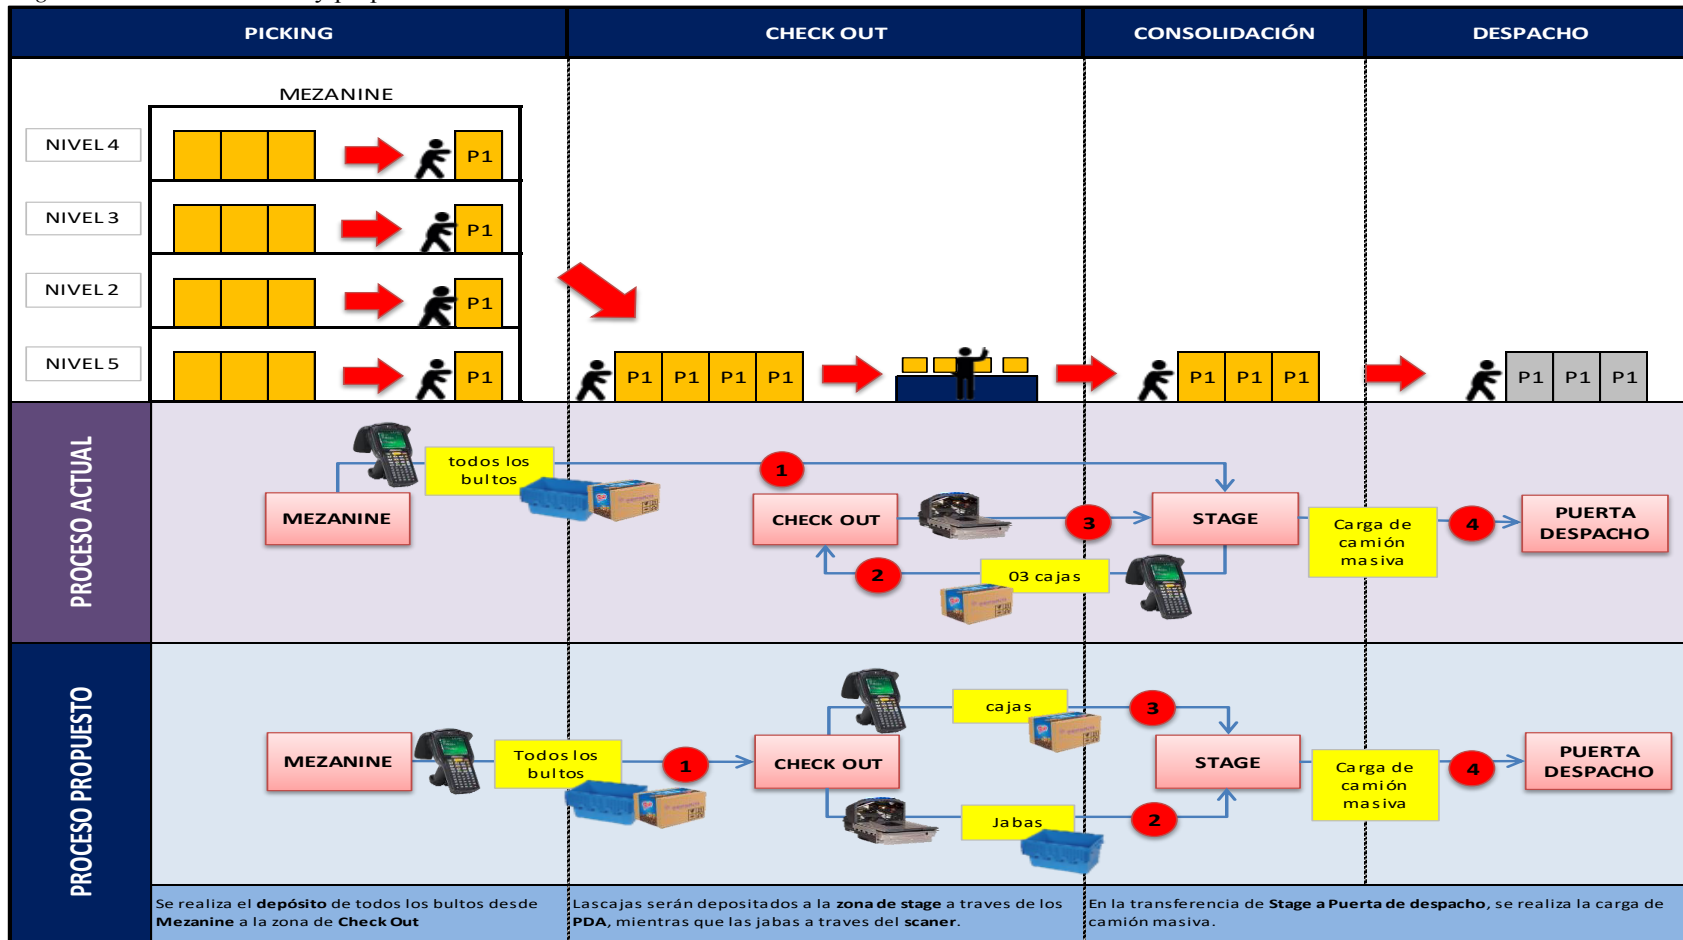 PICKING
CHECK OUT
CONSOLIDACIÓN
DESPACHO
MEZANINE
NIVEL 4
P1
NIVEL 3
P1
NIVEL 2
P1
NIVEL 5
P1
P1 P1 P1 P1
P1 P1 P1
P1 P1 P1
PROCESO ACTUAL
MEZANINE
todos los
bultos
1
CHECK OUT
3
STAGE
2
03 cajas
Carga de
camión
masiva
4
PUERTA
DESPACHO
PROCESO PROPUESTO
MEZANINE
Todos los
bultos
1
CHECK OUT
cajas
3
Jabas
2
STAGE
Carga de
camión
masiva
4
PUERTA
DESPACHO
Se realiza el depósito de todos los bultos desde
Mezanine a la zona de Check Out
Lascajas serán depositados a la zona de stage a traves de los
PDA, mientras que las jabas a traves del scaner.
En la transferencia de Stage a Puerta de despacho, se realiza la carga de
camión masiva.